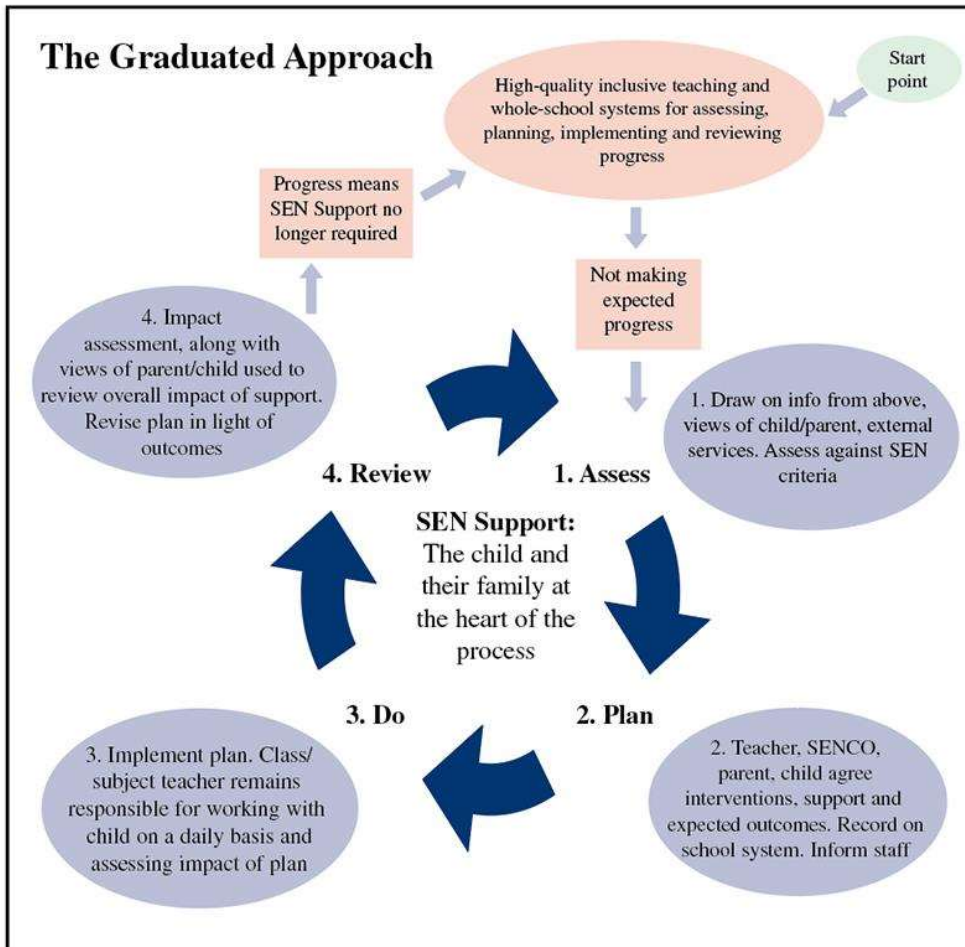 The Graduated Approach
Start
point
High-quality inclusive teaching and
whole-school systems for assessing,
planning, implementing and reviewing
progress
Progress means
SEN Support no
longer required
Not making
expected
progress
4. Impact
assessment, along with
views of parent/child used to
review overall impact of support.
Revise plan in light of
outcomes
1. Draw on info from above,
views of child/parent, external
services. Assess against SEN
criteria
4. Review
1. Assess
SEN Support:
The child and
their family at
the heart of the
process
3. Do
2. Plan
3. Implement plan. Class/
subject teacher remains
responsible for working with
child on a daily basis and
assessing impact of plan
2. Teacher, SENCO,
parent, child agree
interventions, support and
expected outcomes. Record on
school system. Inform staff